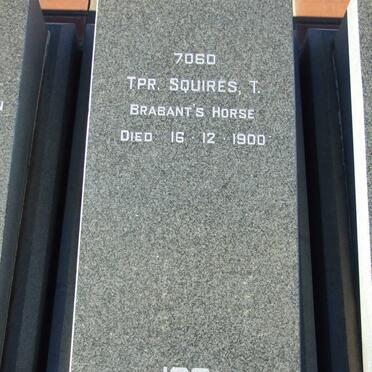 7060
TPR. SQUIRES, T.
BRABANT'S HORSE
DIED 16 · 12 · 1900